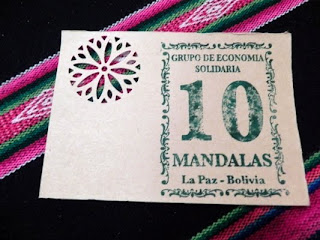 GRUPO DE ECONOMIA
SOLIDARIA
10
MANDALAS
La Paz - Bolivia